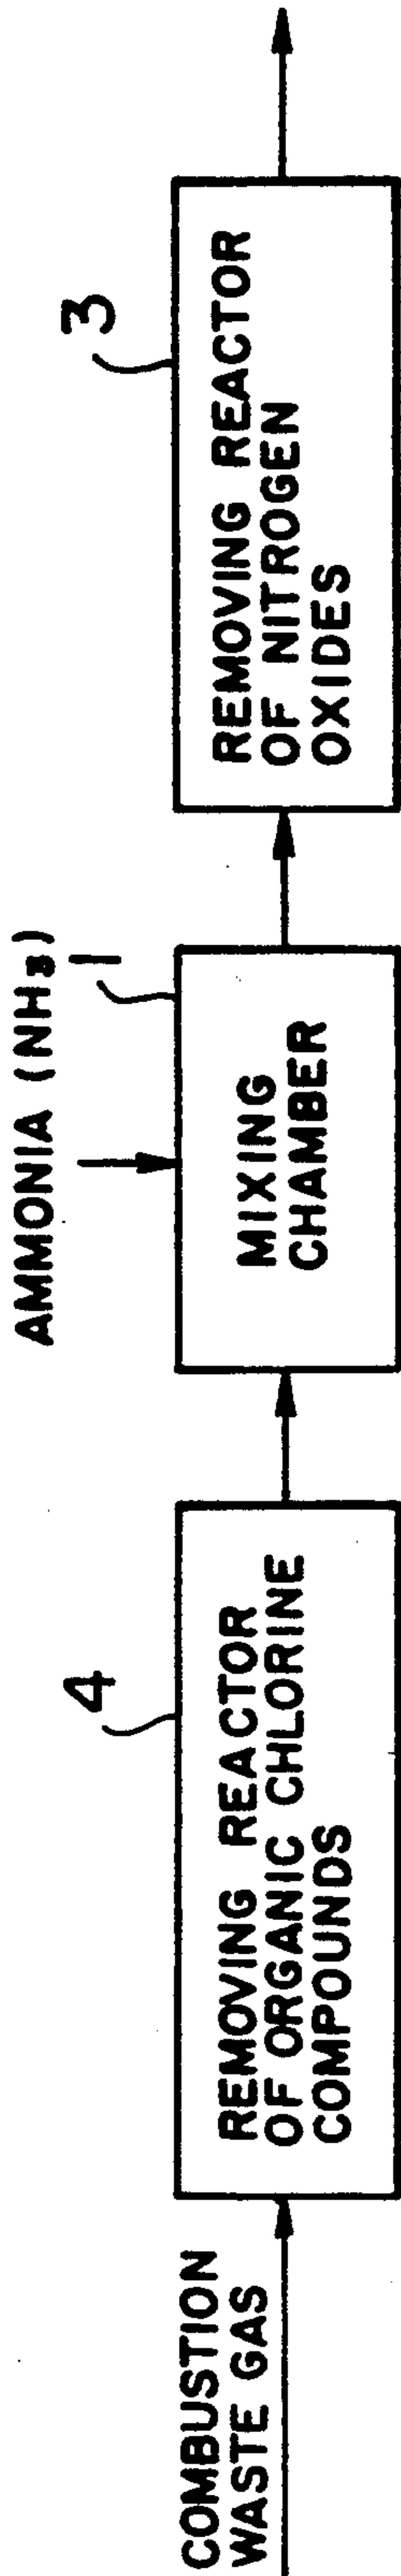 COMBUSTION
WASTE GAS
4
REMOVING REACTOR
OF ORGANIC CHLORINE
COMPOUNDS
AMMONIA (NH₃)
1
MIXING
CHAMBER
3
REMOVING REACTOR
OF NITROGEN
OXIDES